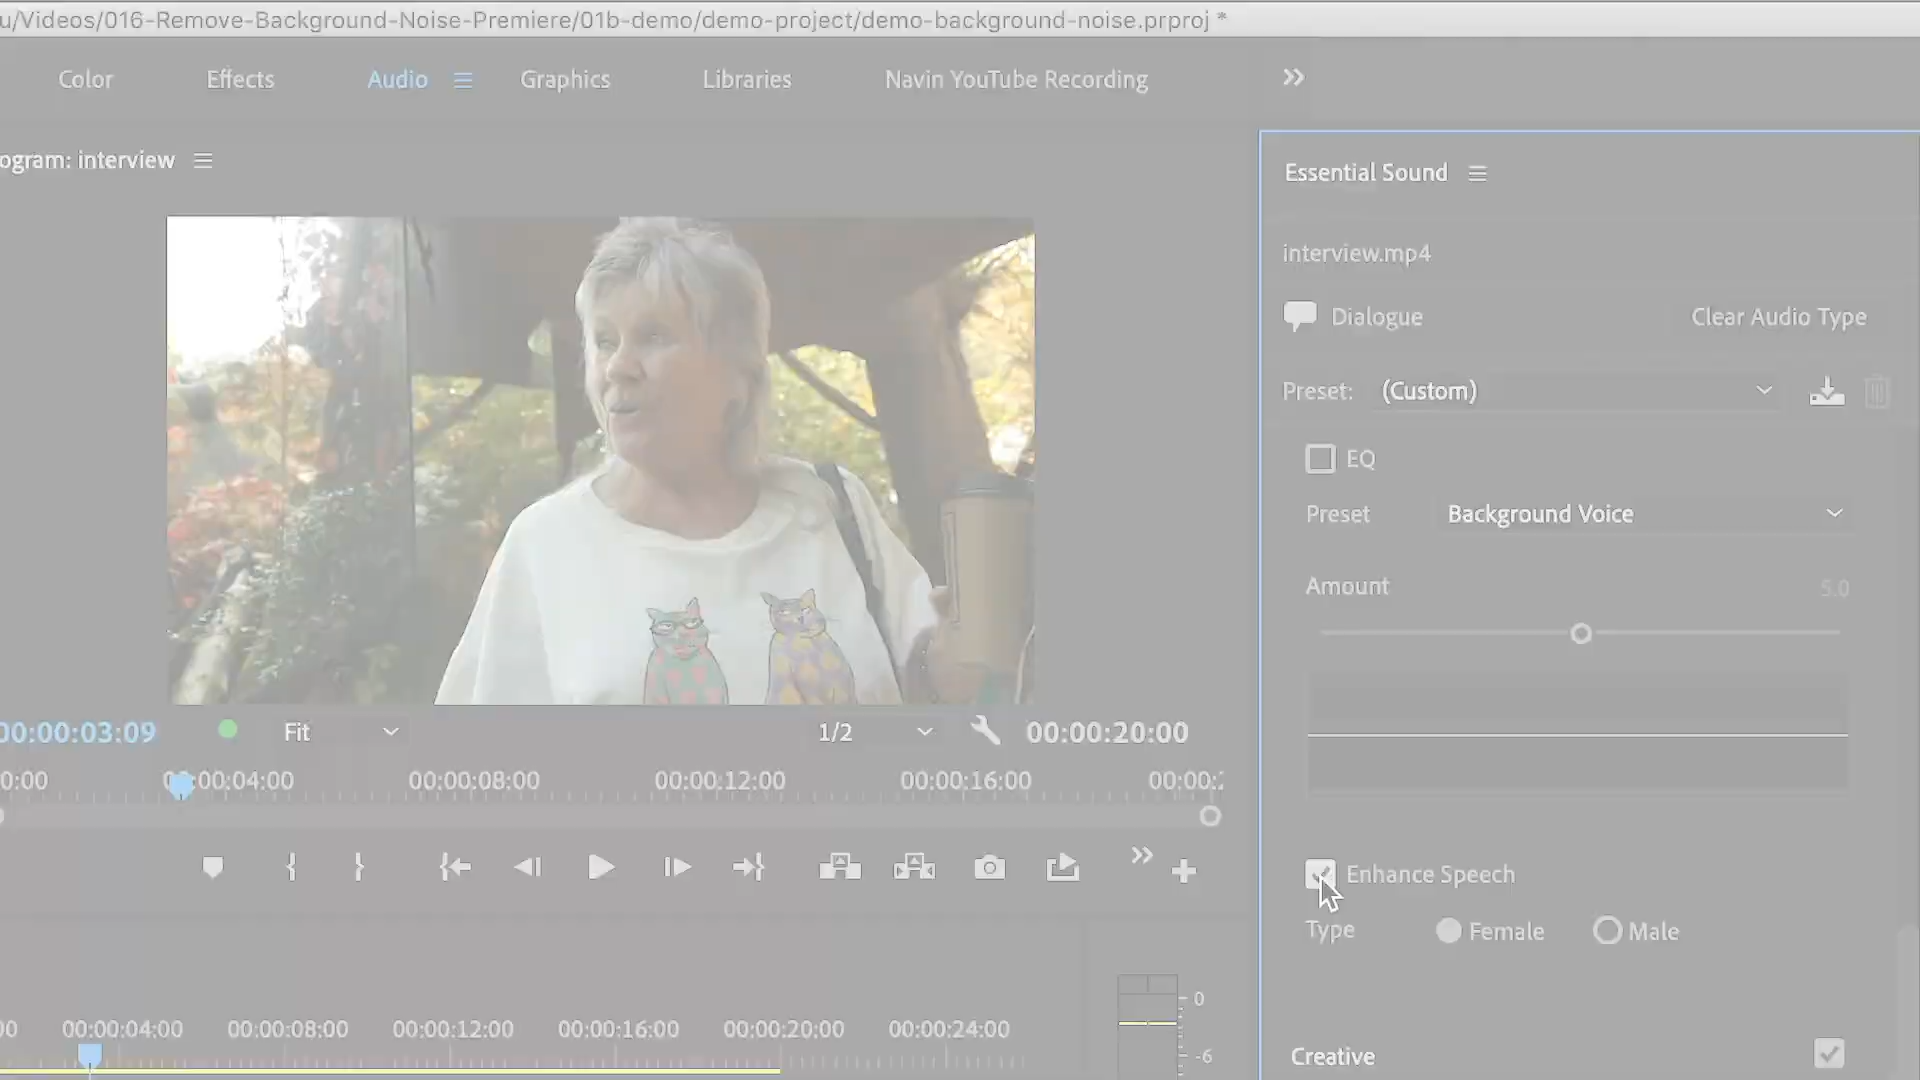 u/Videos/016-Remove-Background-Noise-Premiere/01b-demo/demo-project/demo-background-noise.prproj *
Color Effects Audio Graphics Libraries Navin YouTube Recording
ogram: interview
Essential Sound
interview.mp4
Dialogue Clear Audio Type
Preset: (Custom)
EQ
Preset Background Voice
Amount 5.0
00:00:03:09 Fit 1/2 00:00:20:00
0:00 00:00:04:00 00:00:08:00 00:00:12:00 00:00:16:00 00:00:
Enhance Speech
Type Female Male
0
00 00:00:04:00 00:00:08:00 00:00:12:00 00:00:16:00 00:00:20:00 00:00:24:00
-6
Creative